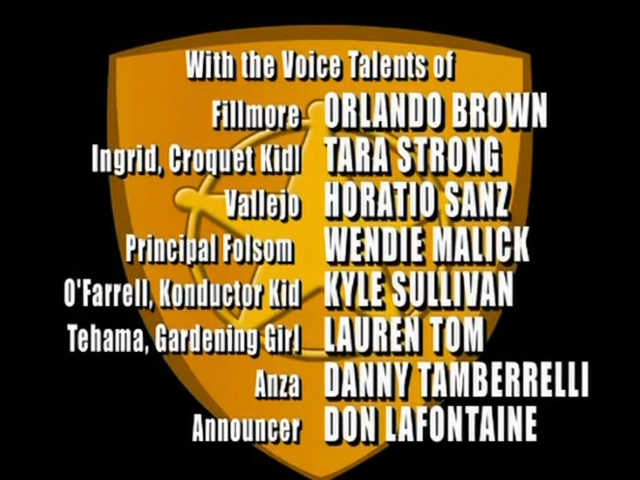 With the Voice Talents of
Fillmore ORLANDO BROWN
Ingrid, Croquet Kidl TARA STRONG
Vallejo HORATIO SANZ
Principal Folsom WENDIE MALICK
O'Farrell, Konductor Kid KYLE SULLIVAN
Tehama, Gardening Girl LAUREN TOM
Anza DANNY TAMBERRELLI
Announcer DON LAFONTAINE